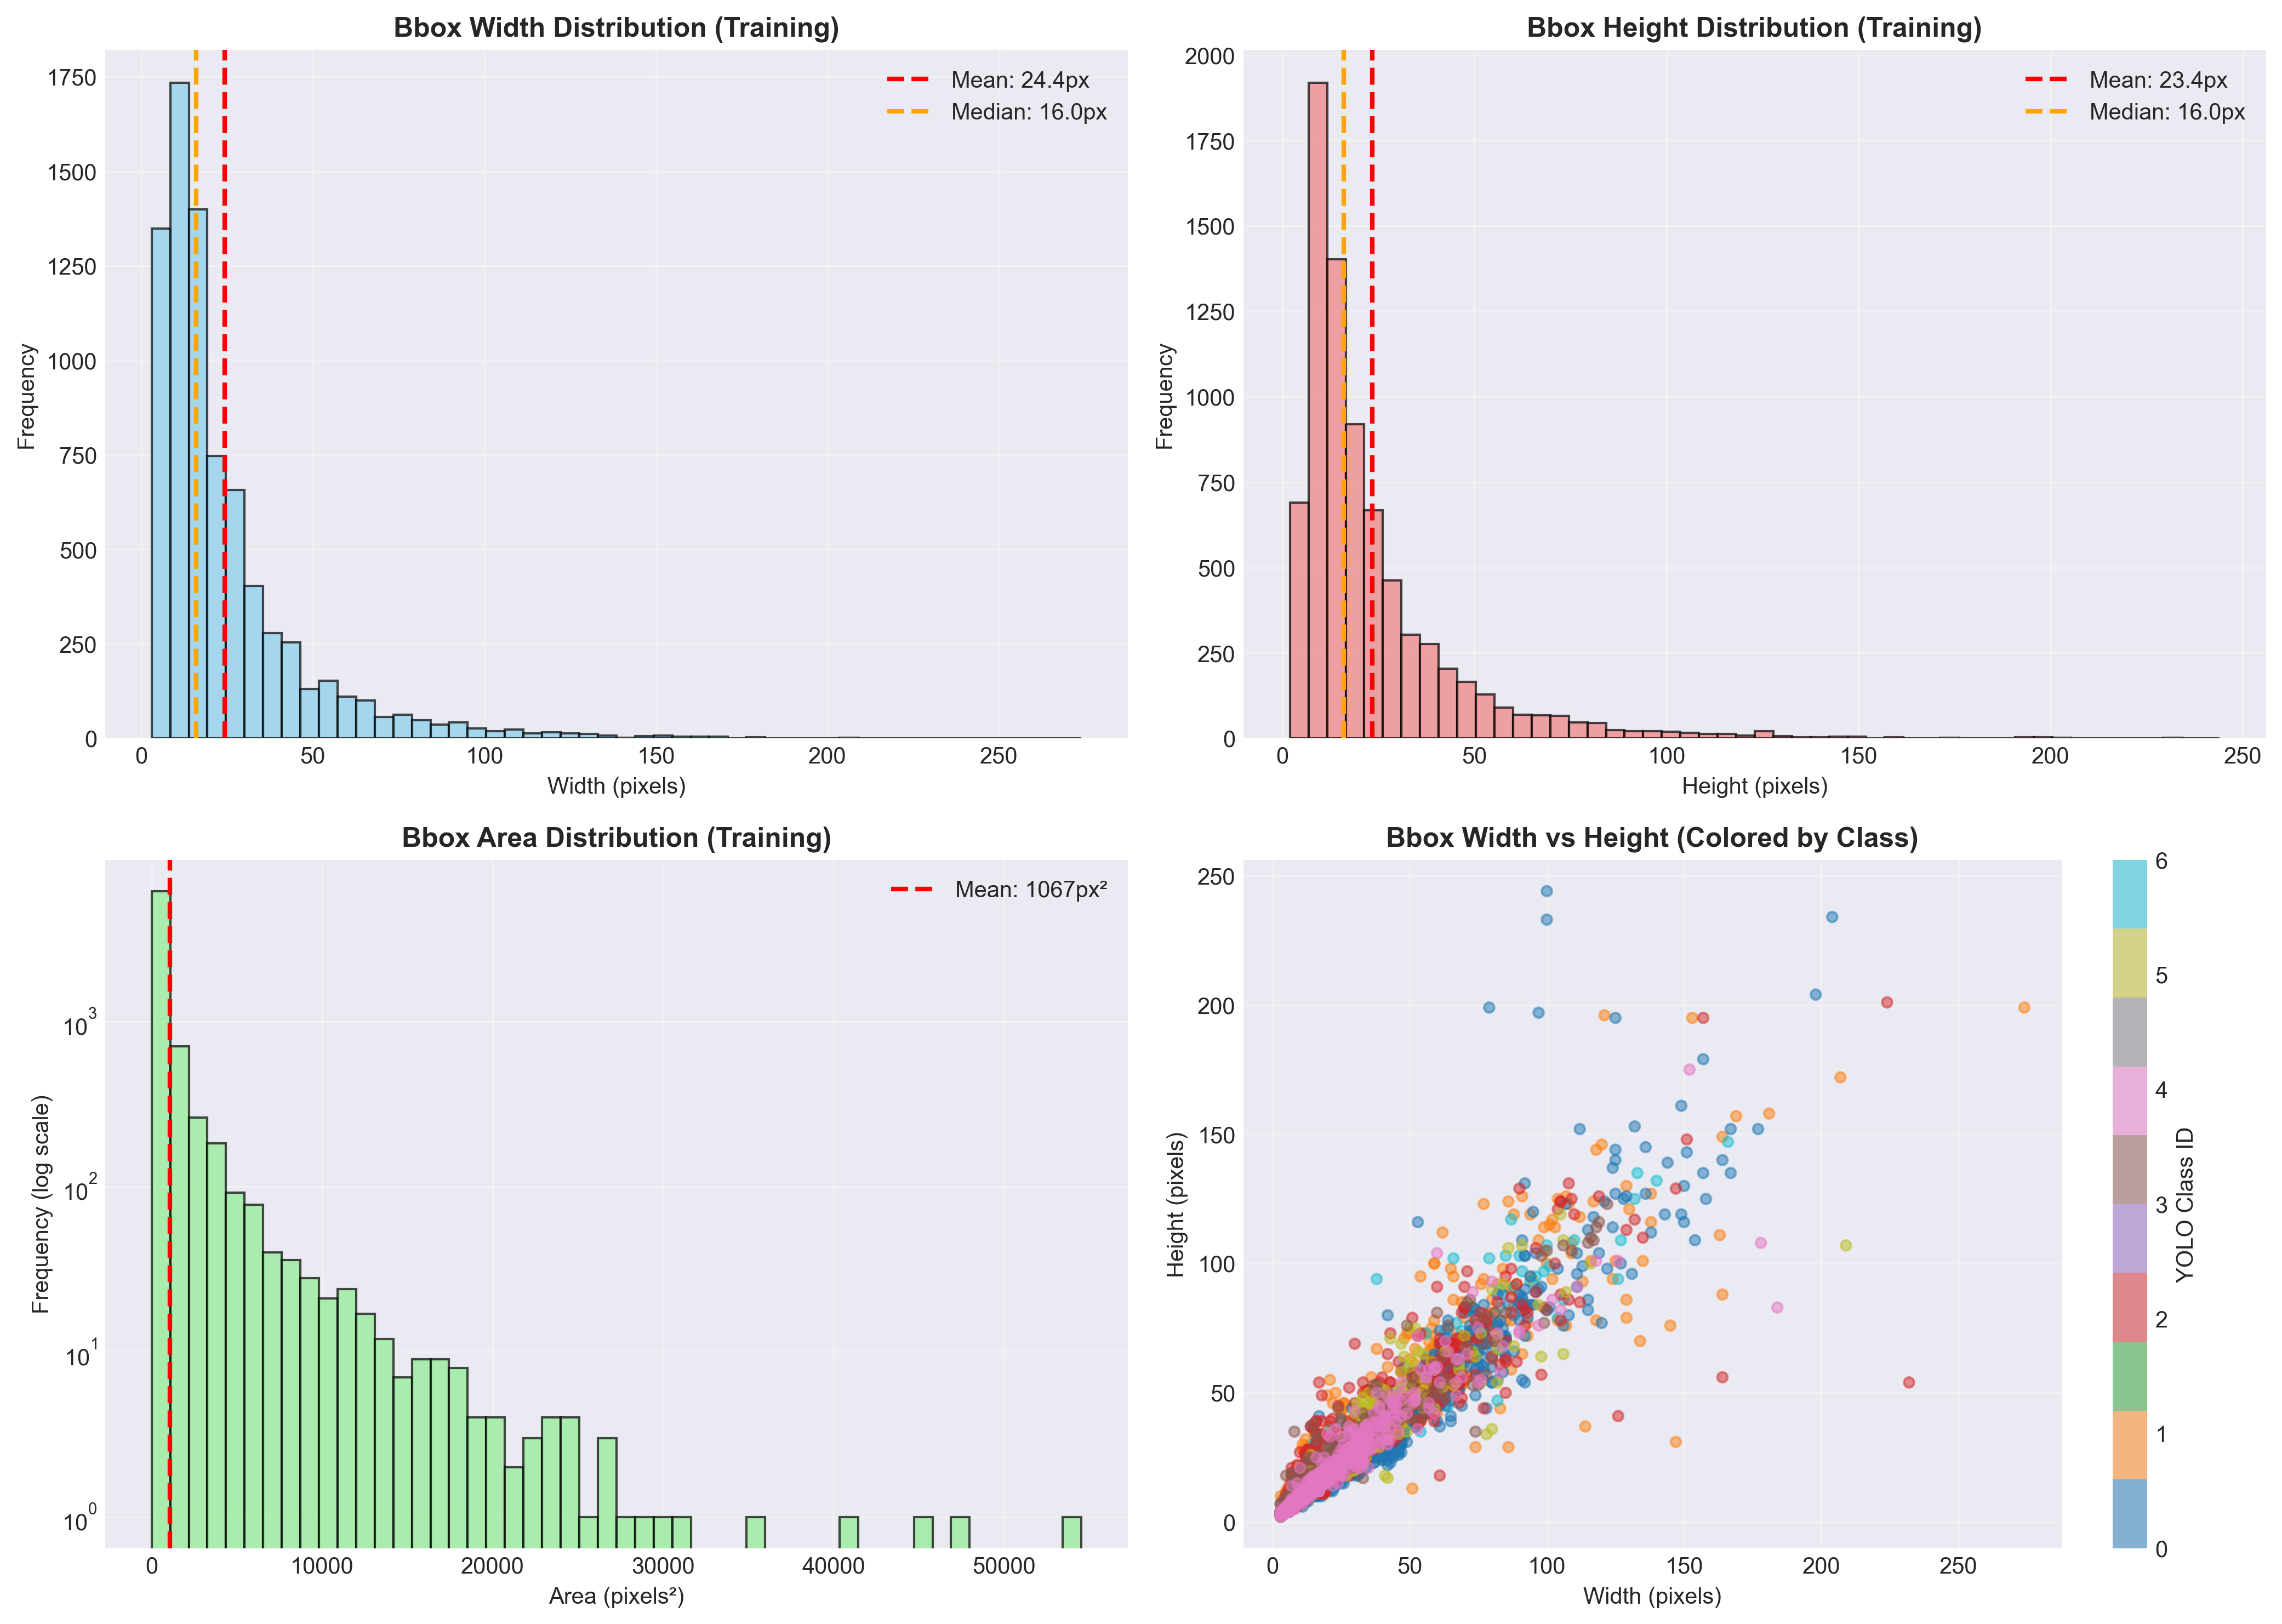 Bbox Width Distribution (Training)
Mean: 24.4px
Median: 16.0px
1750
1500
1250
1000
750
500
250
0
Frequency
0 50 100 150 200 250
Width (pixels)
Bbox Height Distribution (Training)
Mean: 23.4px
Median: 16.0px
2000
1750
1500
1250
1000
750
500
250
0
Frequency
0 50 100 150 200 250
Height (pixels)
Bbox Area Distribution (Training)
Mean: 1067px²
10³
10²
10¹
10⁰
Frequency (log scale)
0 10000 20000 30000 40000 50000
Area (pixels²)
Bbox Width vs Height (Colored by Class)
250
200
150
100
50
0
Height (pixels)
0 50 100 150 200 250
Width (pixels)
6
5
4
3
2
1
0
YOLO Class ID